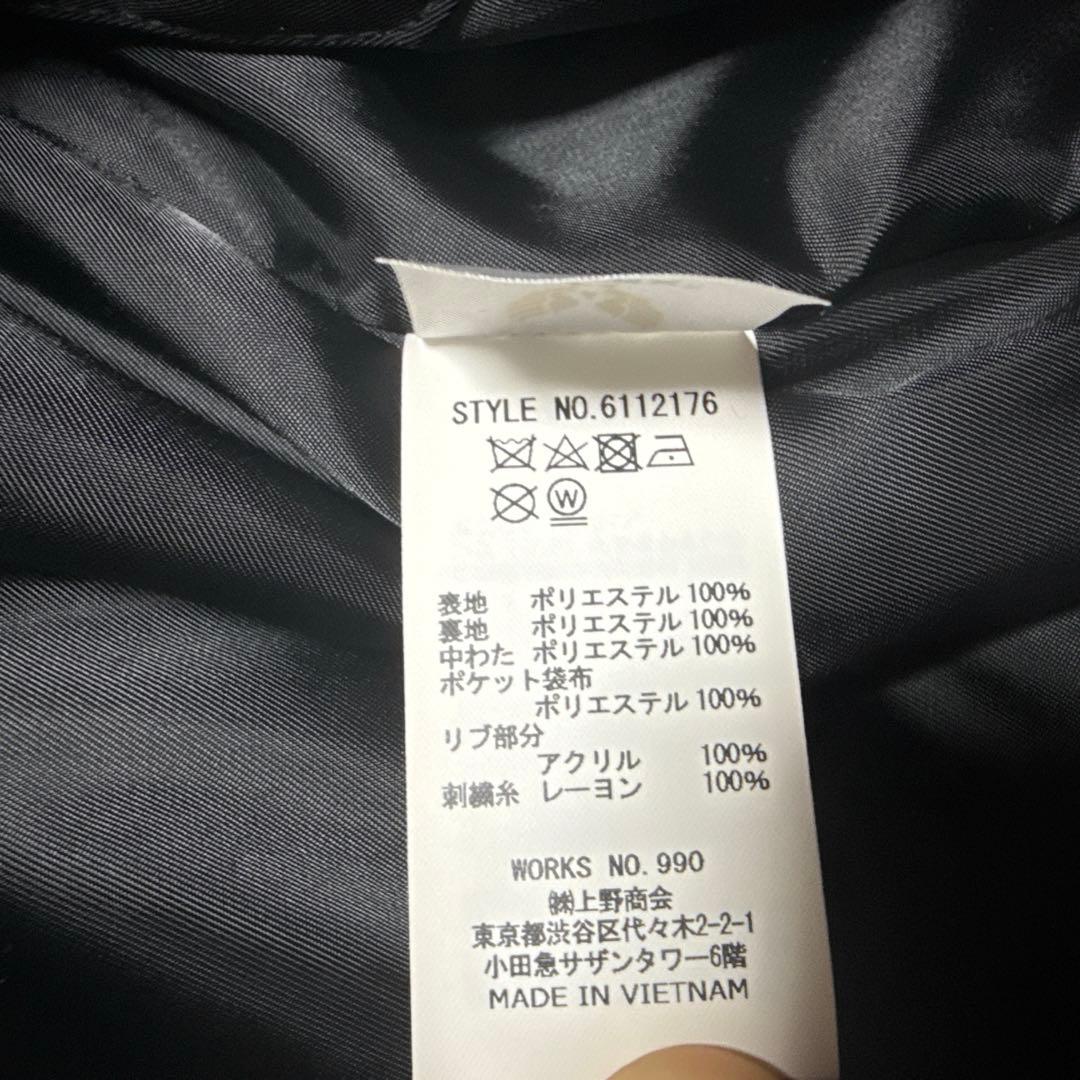 STYLE NO.6112176
W
表地 ポリエステル 100%
裏地 ポリエステル 100%
中わた ポリエステル 100%
ポケット袋布
ポリエステル 100%
リブ部分
アクリル 100%
刺繍糸 レーヨン 100%
WORKS NO. 990
㈱上野商会
東京都渋谷区代々木2-2-1
小田急サザンタワー6階
MADE IN VIETNAM